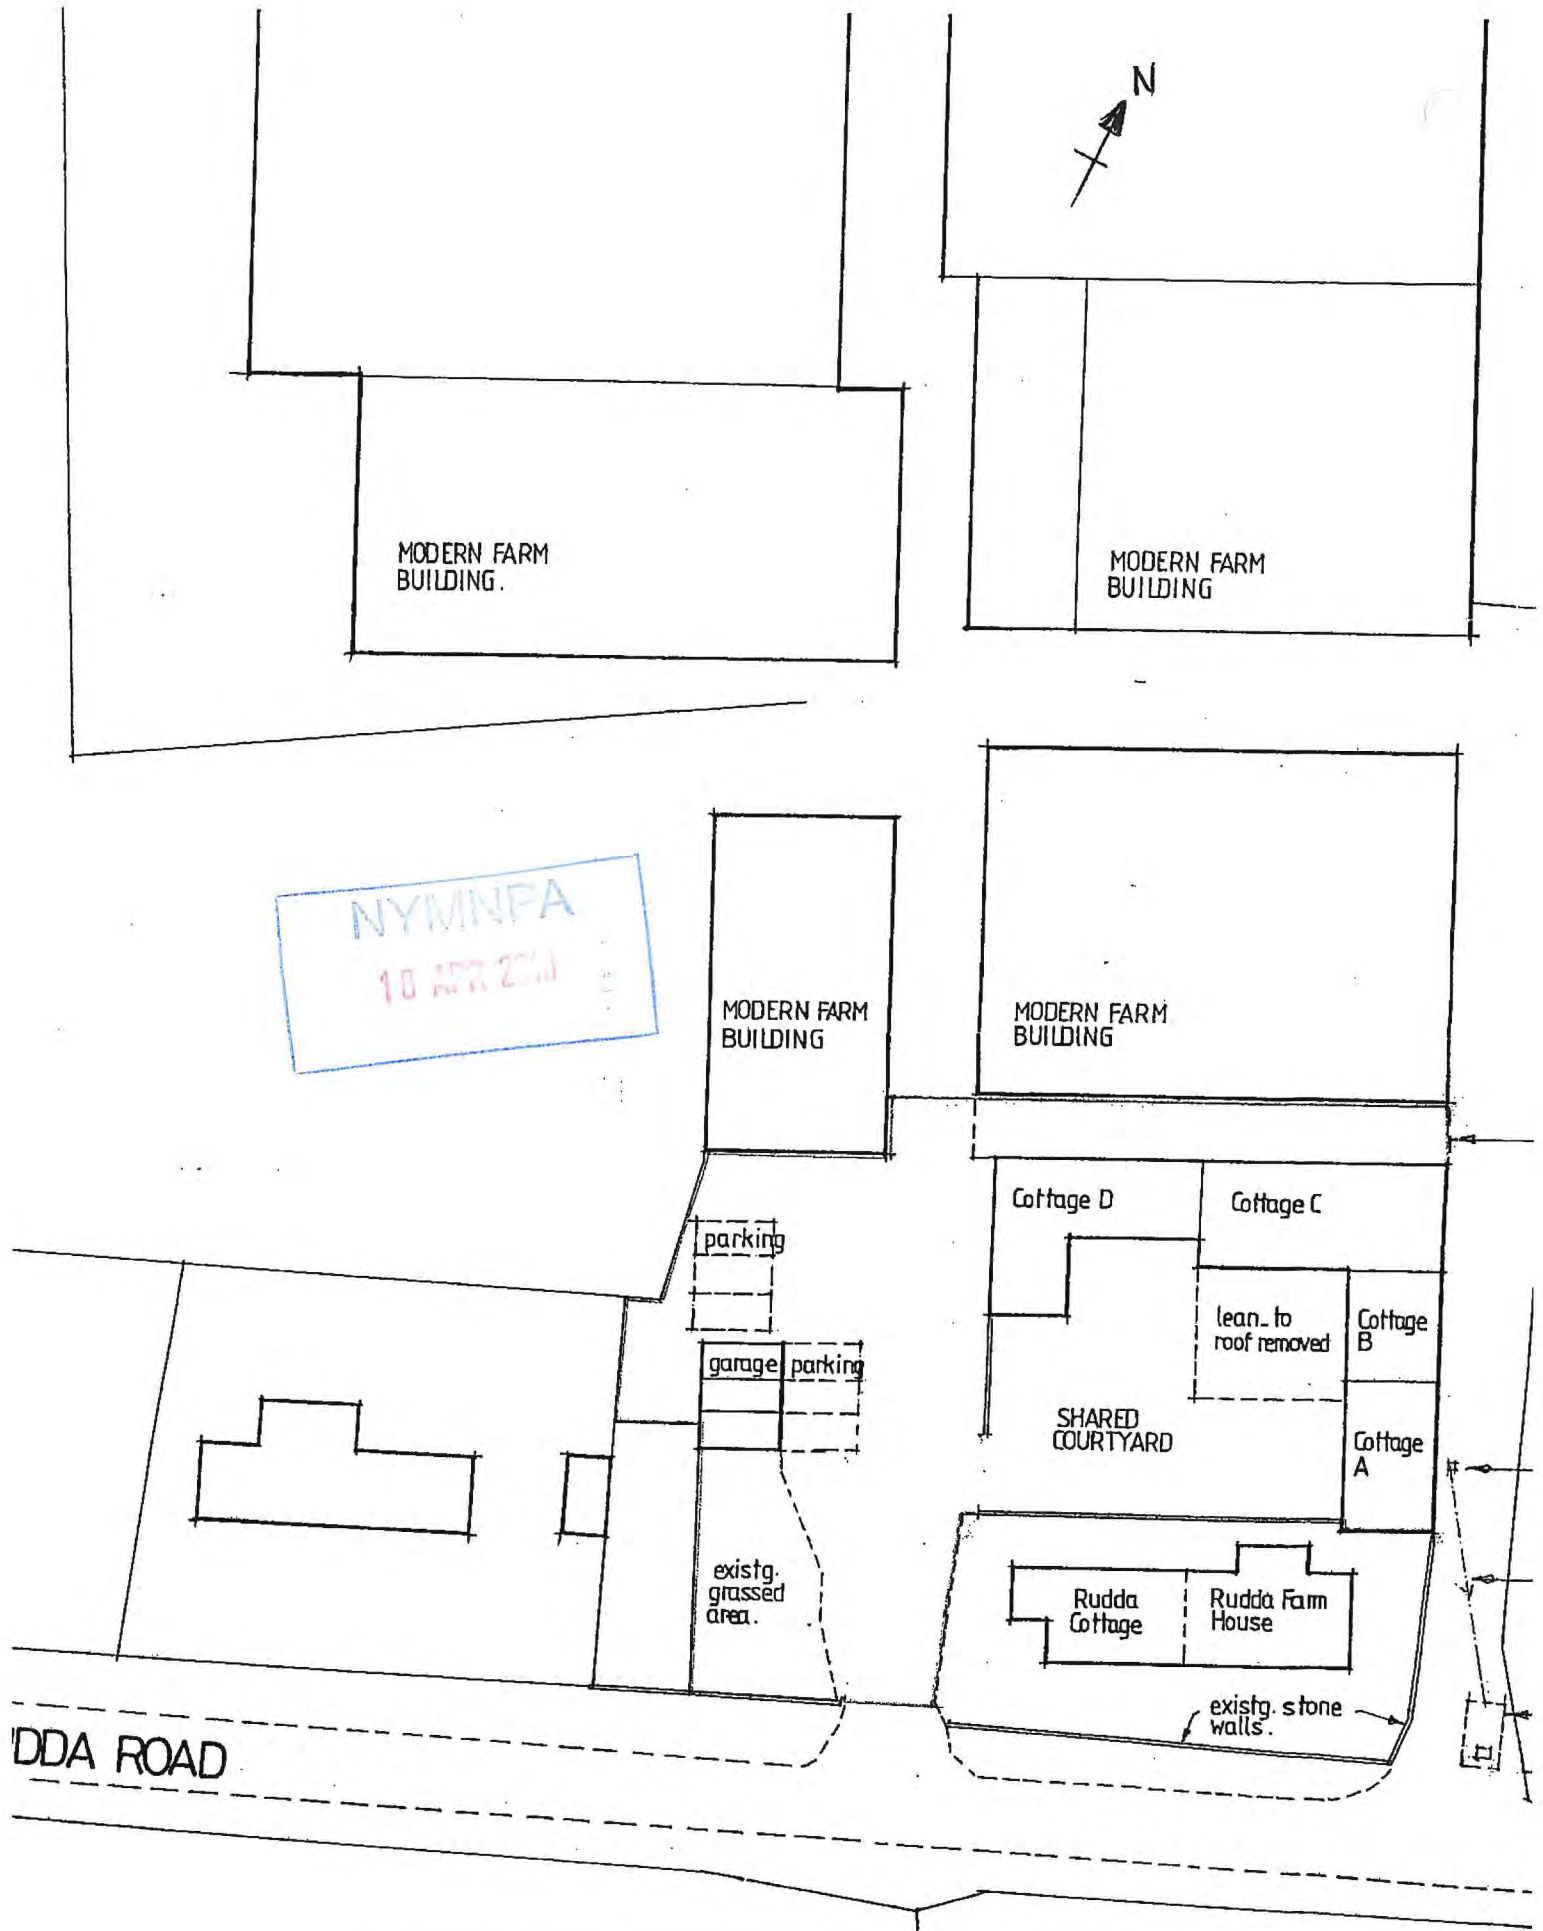 N
MODERN FARM
BUILDING.
MODERN FARM
BUILDING
NYMNPA
MODERN FARM
BUILDING
MODERN FARM
BUILDING
Cottage D
Cottage C
parking
lean-to
roof removed
Cottage
B
garage
parking
SHARED
COURTYARD
Cottage
A
existg.
grassed
area.
Rudda
Cottage
Rudda Farm
House
existg. stone
walls.
DDA ROAD